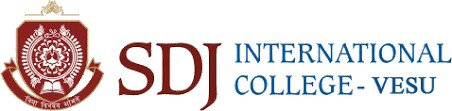 SDJ INTERNATIONAL
COLLEGE - VESU